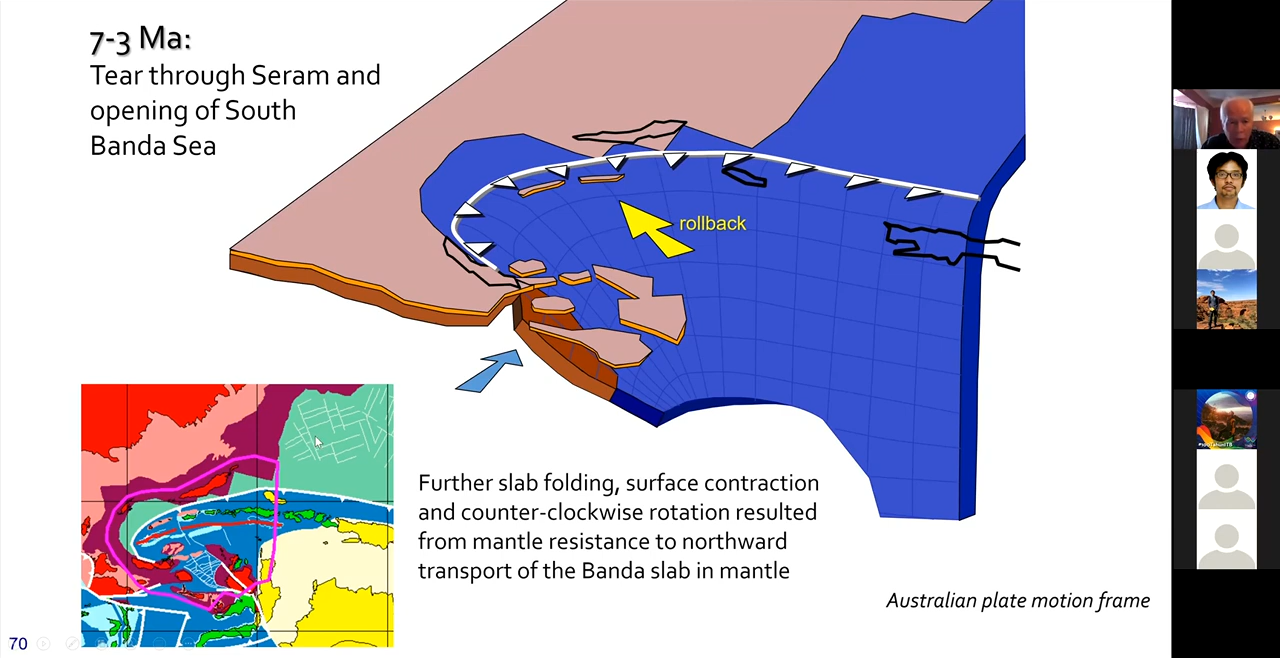 7-3 Ma:
Tear through Seram and
opening of South
Banda Sea
rollback
Further slab folding, surface contraction
and counter-clockwise rotation resulted
from mantle resistance to northward
transport of the Banda slab in mantle
Australian plate motion frame
70